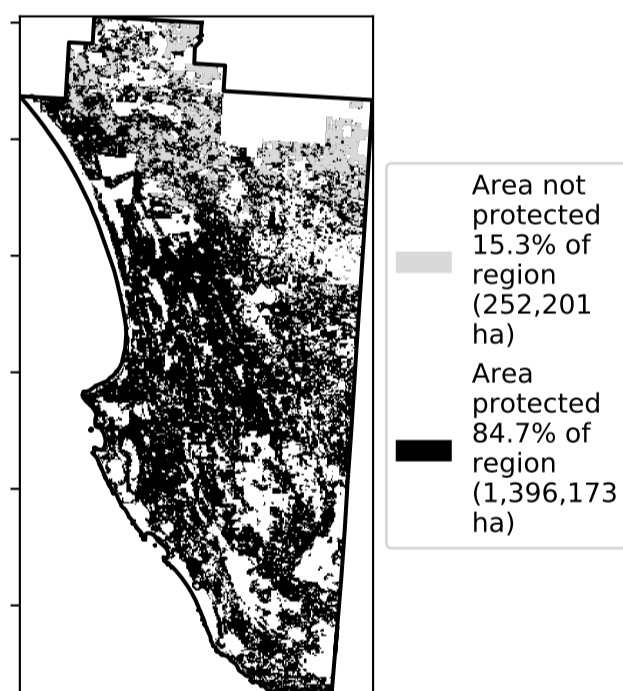 Area not
protected
15.3% of
region
(252,201
ha)
Area
protected
84.7% of
region
(1,396,173
ha)